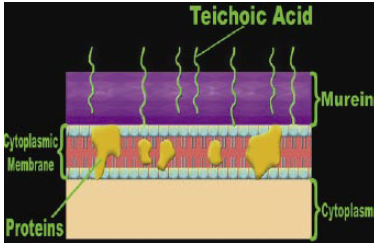 Teichoic Acid
Murein
Cytoplasmic
Membrane
Cytoplasm
Proteins